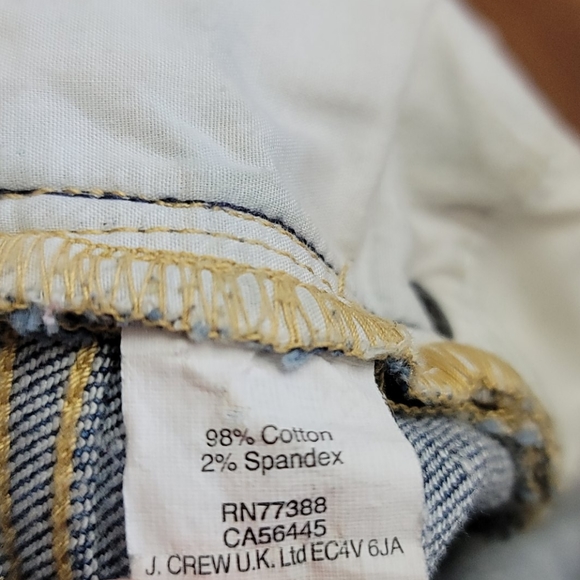 98% Cotton
2% Spandex
RN77388
CA56445
J. CREW U.K. Ltd EC4V 6JA